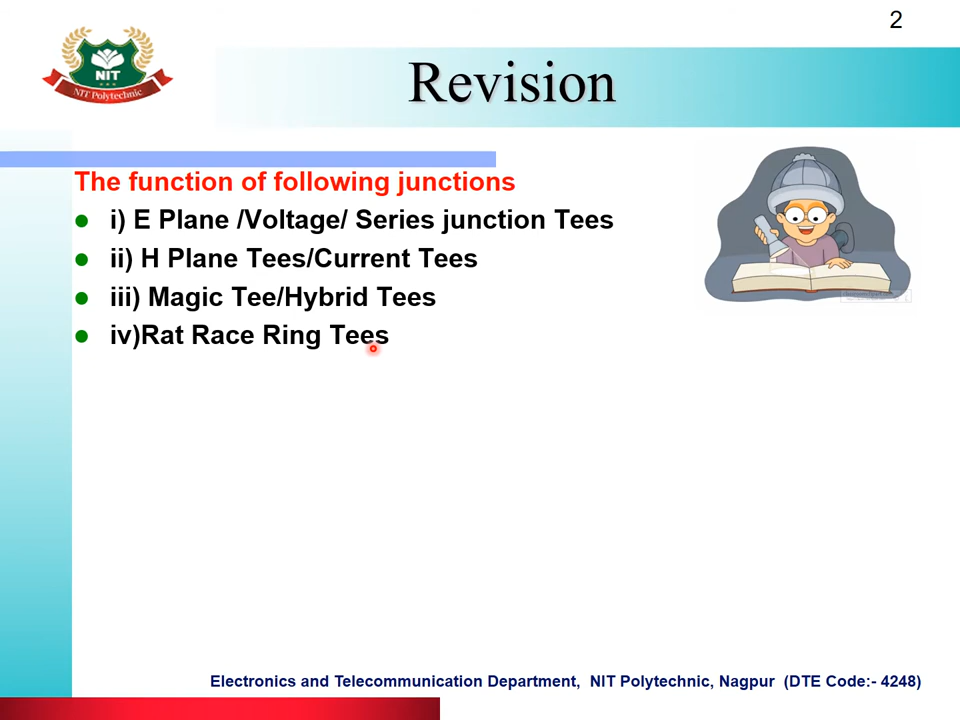 2
NIT
NIT Polytechnic
Revision
The function of following junctions
i) E Plane /Voltage/ Series junction Tees
ii) H Plane Tees/Current Tees
iii) Magic Tee/Hybrid Tees
iv)Rat Race Ring Tees
Electronics and Telecommunication Department, NIT Polytechnic, Nagpur (DTE Code:- 4248)